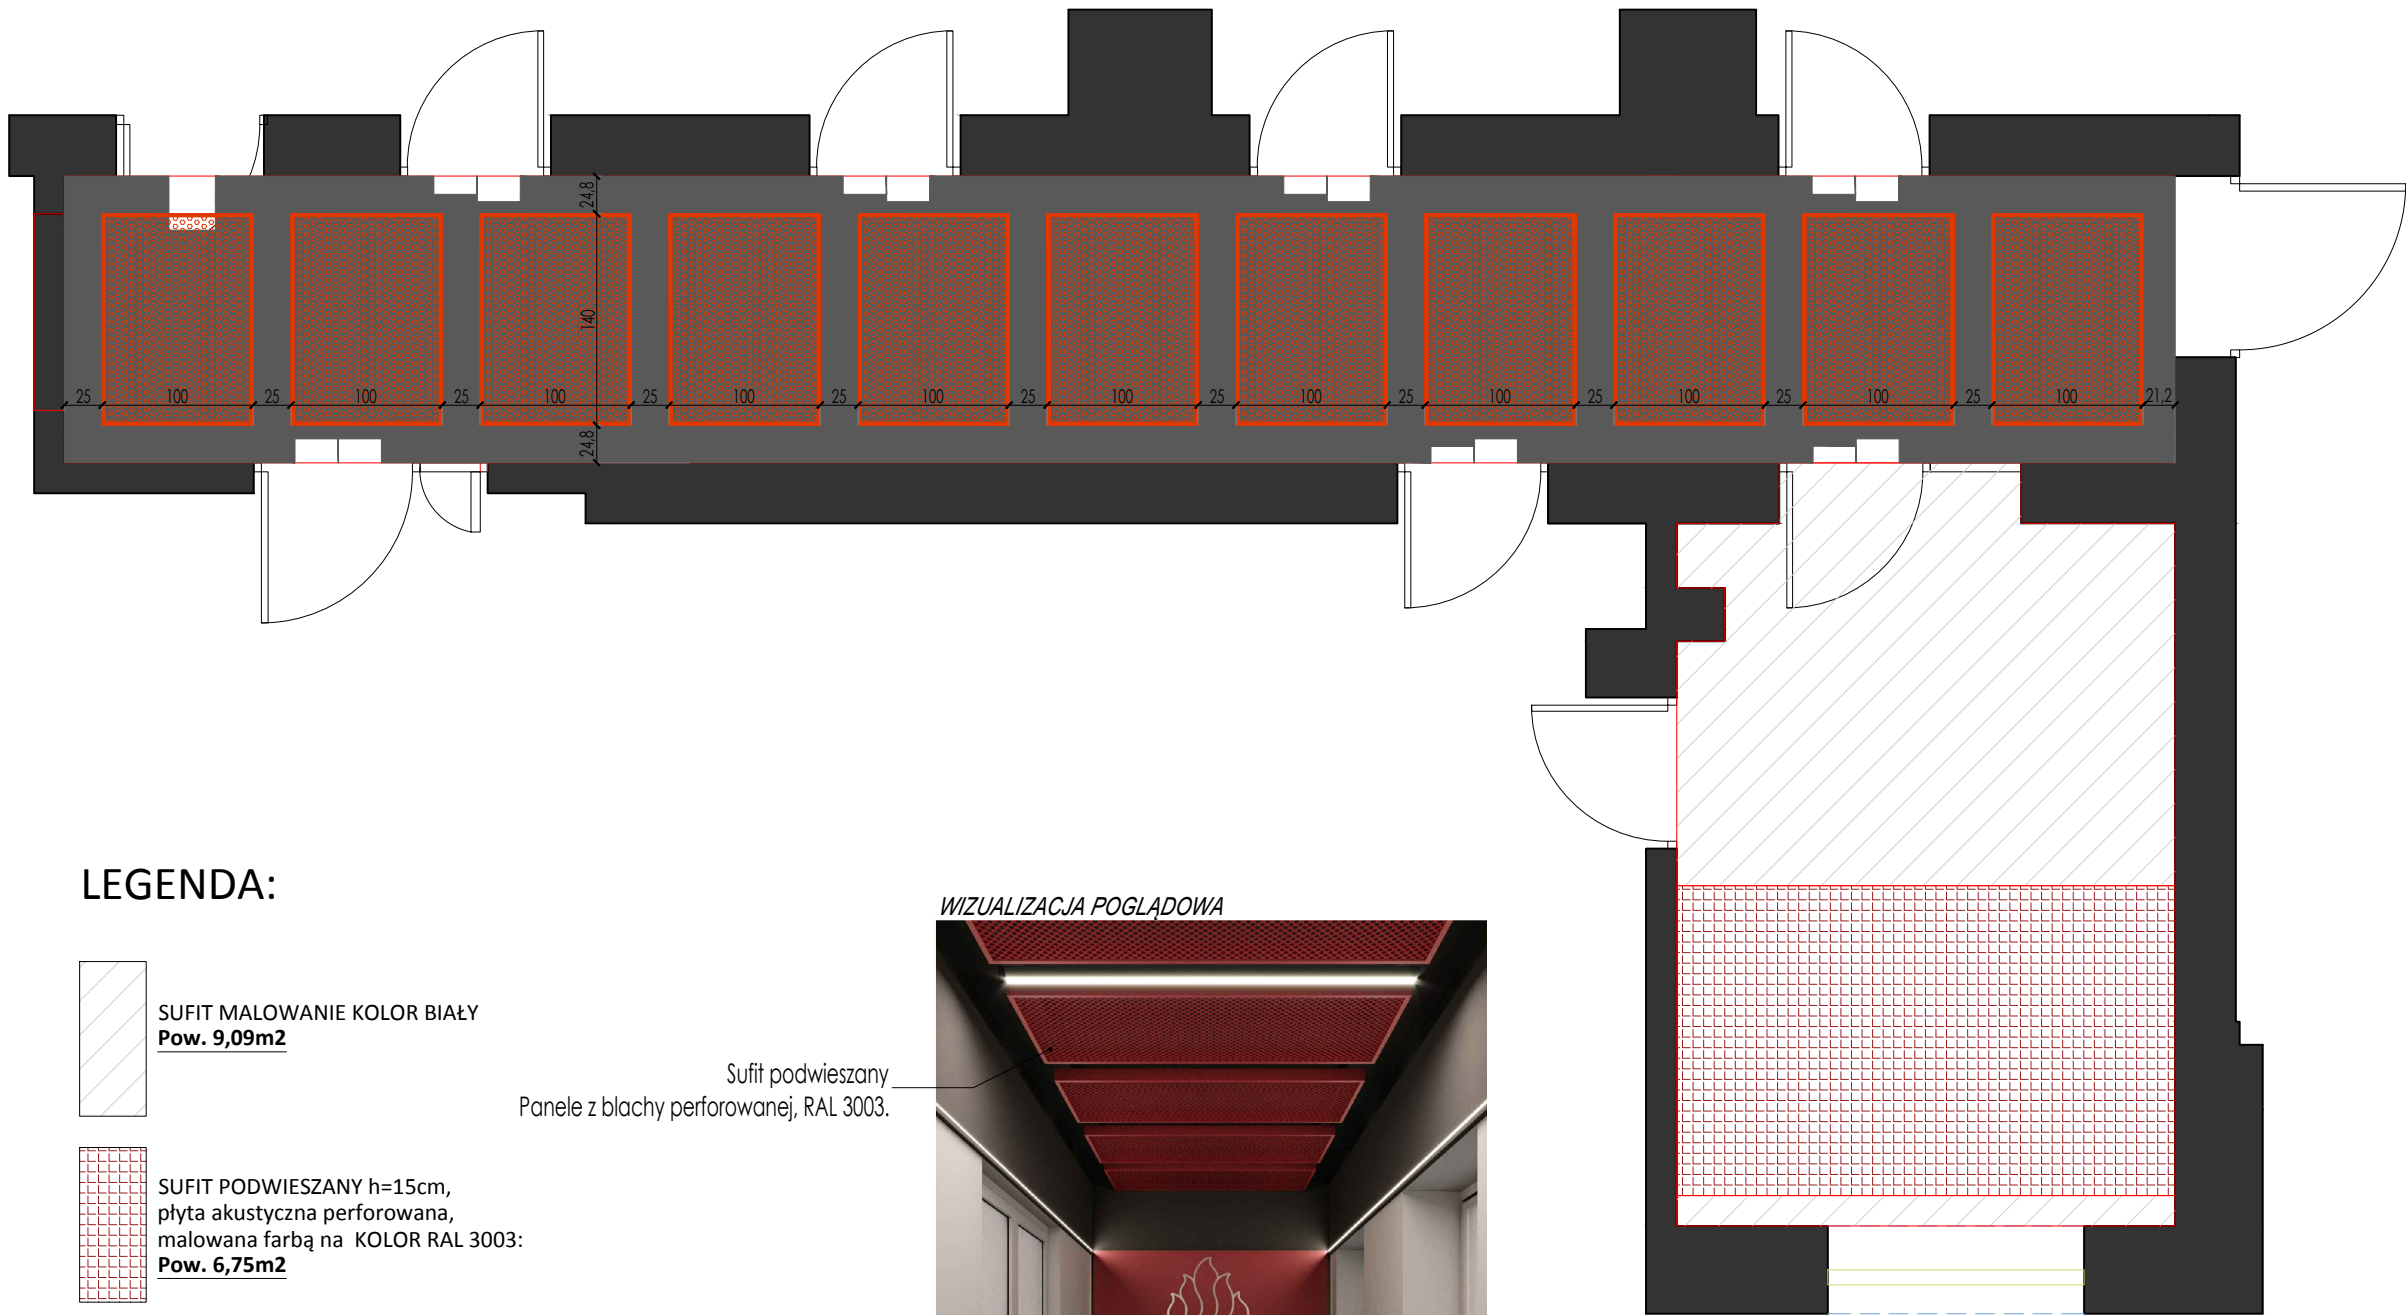 24,8
140
25 100 25 100 25 100 25 100 25 100 25 100 25 100 25 100 25 100 25 100 25 100 21,2
24,8
LEGENDA:
SUFIT MALOWANIE KOLOR BIAŁY
Pow. 9,09m2
SUFIT PODWIESZANY h=15cm,
płyta akustyczna perforowana,
malowana farbą na KOLOR RAL 3003:
Pow. 6,75m2
WIZUALIZACJA POGLĄDOWA
Sufit podwieszany
Panele z blachy perforowanej, RAL 3003.